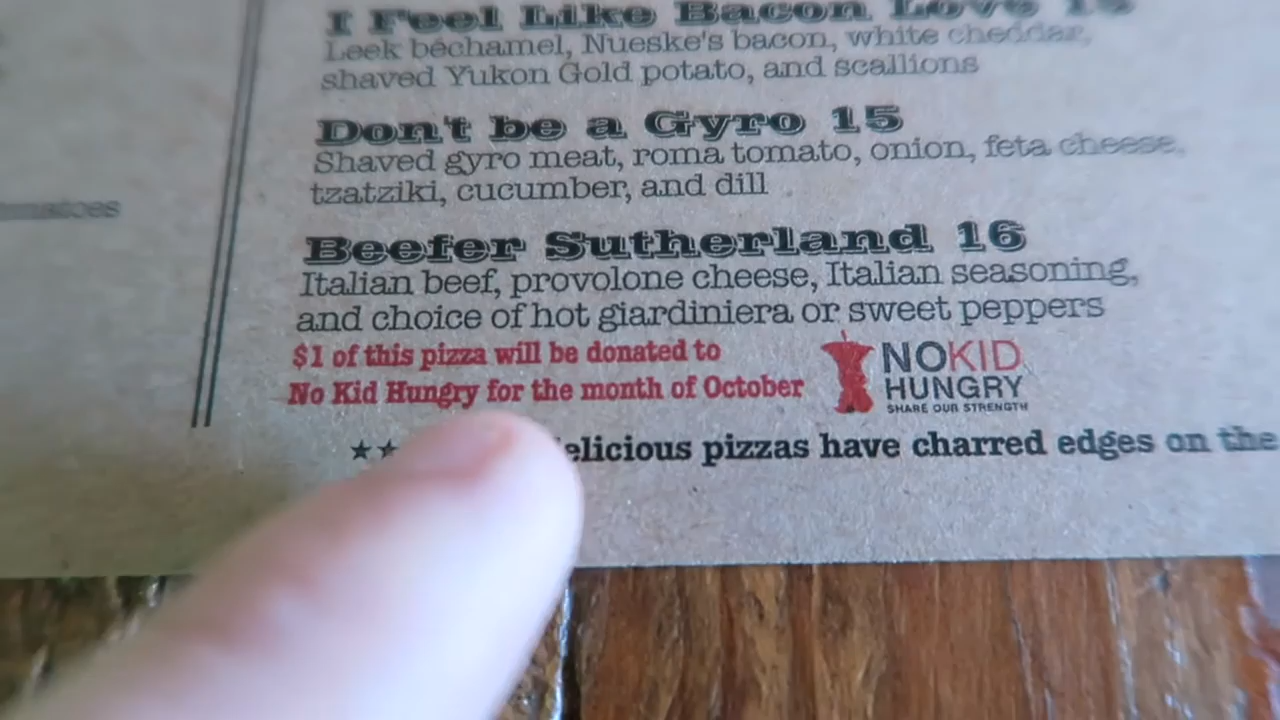 I Feel Like Bacon Love
Leek béchamel, Nueske's bacon, white cheddar,
shaved Yukon Gold potato, and scallions
Don't be a Gyro 15
Shaved gyro meat, roma tomato, onion, feta cheese,
tzatziki, cucumber, and dill
Beefer Sutherland 16
Italian beef, provolone cheese, Italian seasoning,
and choice of hot giardiniera or sweet peppers
$1 of this pizza will be donated to
No Kid Hungry for the month of October
NOKID
HUNGRY
SHARE OUR STRENGTH
pizzas have charred edges on the